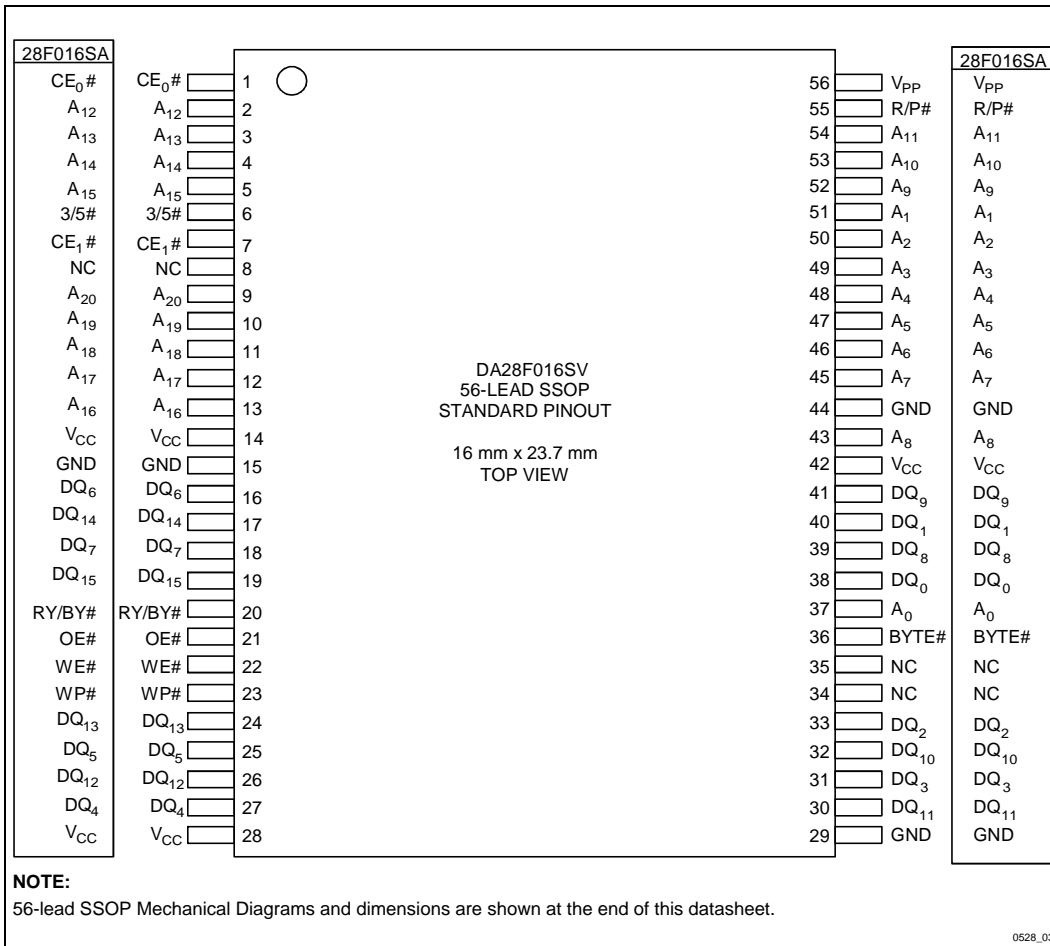 28F016SA 28F016SA
CE0# CE0# 1 56 VPP VPP
A12 A12 2 55 R/P# R/P#
A13 A13 3 54 A11 A11
A14 A14 4 53 A10 A10
A15 A15 5 52 A9 A9
3/5# 3/5# 6 51 A1 A1
CE1# CE1# 7 50 A2 A2
NC NC 8 49 A3 A3
A20 A20 9 48 A4 A4
A19 A19 10 47 A5 A5
A18 A18 11 46 A6 A6
A17 A17 12 45 A7 A7
A16 A16 13 44 GND GND
VCC VCC 14 43 A8 A8
GND GND 15 42 VCC VCC
DQ6 DQ6 16 41 DQ9 DQ9
DQ14 DQ14 17 40 DQ1 DQ1
DQ7 DQ7 18 39 DQ8 DQ8
DQ15 DQ15 19 38 DQ0 DQ0
RY/BY# RY/BY# 20 37 A0 A0
OE# OE# 21 36 BYTE# BYTE#
WE# WE# 22 35 NC NC
WP# WP# 23 34 NC NC
DQ13 DQ13 24 33 DQ2 DQ2
DQ5 DQ5 25 32 DQ10 DQ10
DQ12 DQ12 26 31 DQ3 DQ3
DQ4 DQ4 27 30 DQ11 DQ11
VCC VCC 28 29 GND GND
DA28F016SV
56-LEAD SSOP
STANDARD PINOUT
16 mm x 23.7 mm
TOP VIEW
NOTE:
56-lead SSOP Mechanical Diagrams and dimensions are shown at the end of this datasheet.